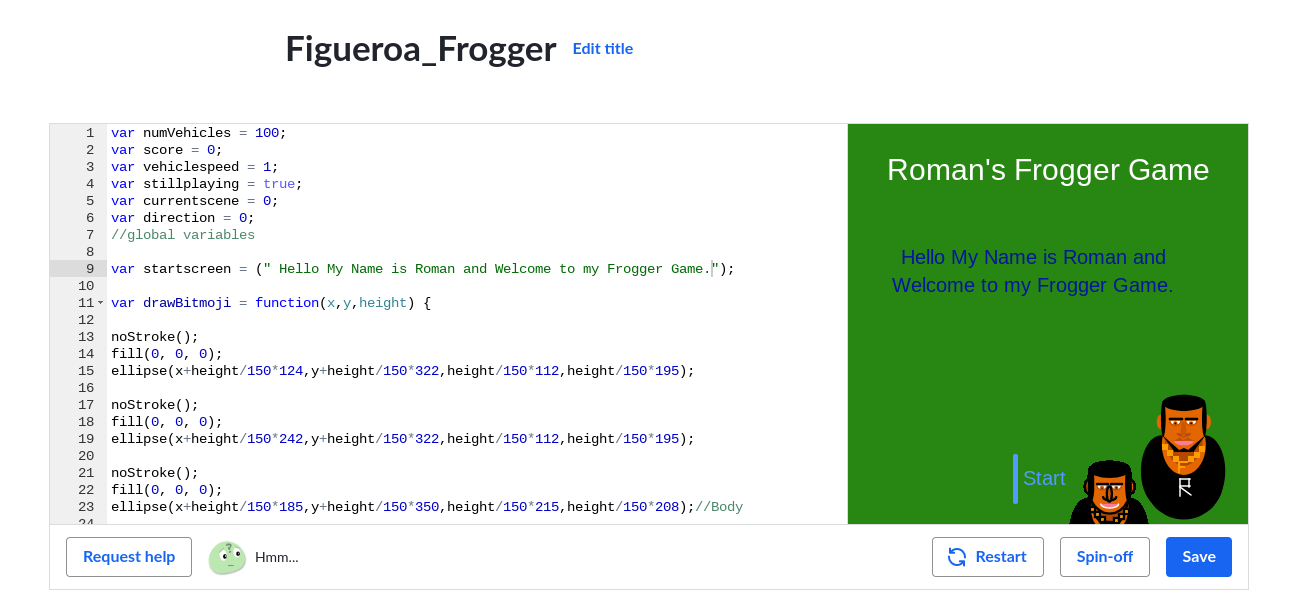 Figueroa_Frogger Edit title
1 var numVehicles = 100;
2 var score = 0;
3 var vehiclespeed = 1;
4 var stillplaying = true;
5 var currentscene = 0;
6 var direction = 0;
7 //global variables
8
9 var startscreen = (" Hello My Name is Roman and Welcome to my Frogger Game.");
10
11 var drawBitmoji = function(x,y,height) {
12
13 noStroke();
14 fill(0, 0, 0);
15 ellipse(x+height/150*124,y+height/150*322,height/150*112,height/150*195);
16
17 noStroke();
18 fill(0, 0, 0);
19 ellipse(x+height/150*242,y+height/150*322,height/150*112,height/150*195);
20
21 noStroke();
22 fill(0, 0, 0);
23 ellipse(x+height/150*185,y+height/150*350,height/150*215,height/150*208);//Body
24
Roman's Frogger Game
Hello My Name is Roman and
Welcome to my Frogger Game.
Start
R
Request help
?
Hmm...
Restart
Spin-off
Save